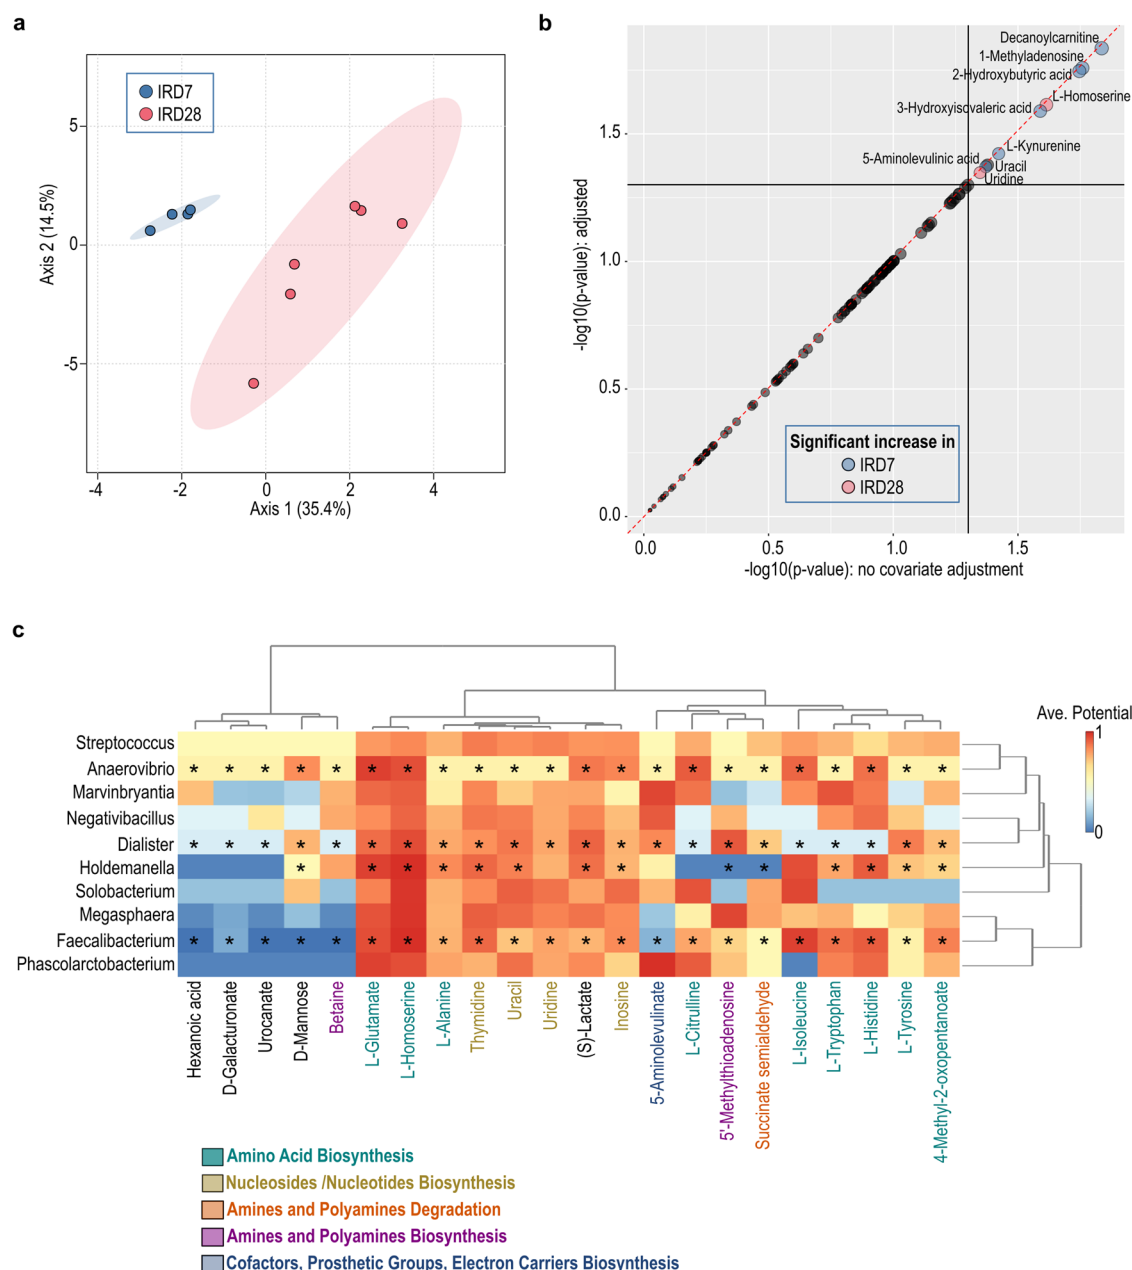 a
IRD7
IRD28
5
0
-5
Axis 2 (14.5%)
-4
-2
0
2
4
Axis 1 (35.4%)
b
Decanoylcarnitine
1-Methyladenosine
2-Hydroxybutyric acid
L-Homoserine
3-Hydroxyisovaleric acid
L-Kynurenine
5-Aminolevulinic acid
Uracil
Uridine
1.5
1.0
0.5
0.0
-log10(p-value): adjusted
Significant increase in
IRD7
IRD28
0.0
0.5
1.0
1.5
-log10(p-value): no covariate adjustment
c
Ave. Potential
1
0
Streptococcus
Anaerovibrio * * * * * * * * * * * * * * * * * * * * * *
Marvinbryantia
Negativibacillus
Dialister * * * * * * * * * * * * * * * * * * * * * *
Holdemanella * * * * * * * * * * * * * *
Solobacterium
Megasphaera
Faecalibacterium * * * * * * * * * * * * * * * * * * * * * *
Phascolarctobacterium
Hexanoic acid
D-Galacturonate
Urocanate
D-Mannose
Betaine
L-Glutamate
L-Homoserine
L-Alanine
Thymidine
Uracil
Uridine
(S)-Lactate
Inosine
5-Aminolevulinate
L-Citrulline
5'-Methylthioadenosine
Succinate semialdehyde
L-Isoleucine
L-Tryptophan
L-Histidine
L-Tyrosine
4-Methyl-2-oxopentanoate
Amino Acid Biosynthesis
Nucleosides /Nucleotides Biosynthesis
Amines and Polyamines Degradation
Amines and Polyamines Biosynthesis
Cofactors, Prosthetic Groups, Electron Carriers Biosynthesis